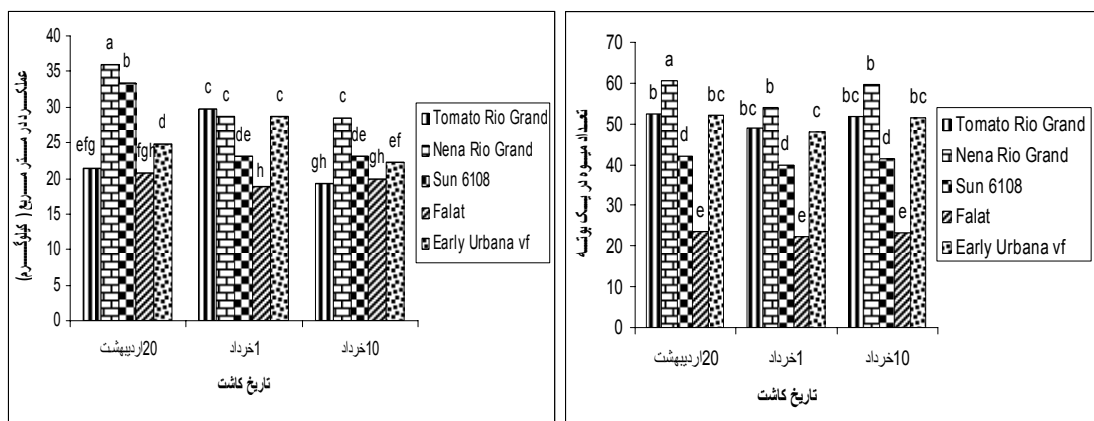 عملکرد در متر مربع (کیلوگرم)
40
35
30
25
20
15
10
5
0
efg
a
b
fgh
d
c
c
de
h
c
gh
c
de
gh
ef
20اردیبهشت
1خرداد
10خرداد
تاریخ کاشت
Tomato Rio Grand
Nena Rio Grand
Sun 6108
Falat
Early Urbana vf
تعداد میوه در یک بوته
70
60
50
40
30
20
10
0
b
a
d
e
bc
bc
b
d
e
c
bc
b
d
e
bc
20اردیبهشت
1خرداد
10خرداد
تاریخ کاشت
Tomato Rio Grand
Nena Rio Grand
Sun 6108
Falat
Early Urbana vf